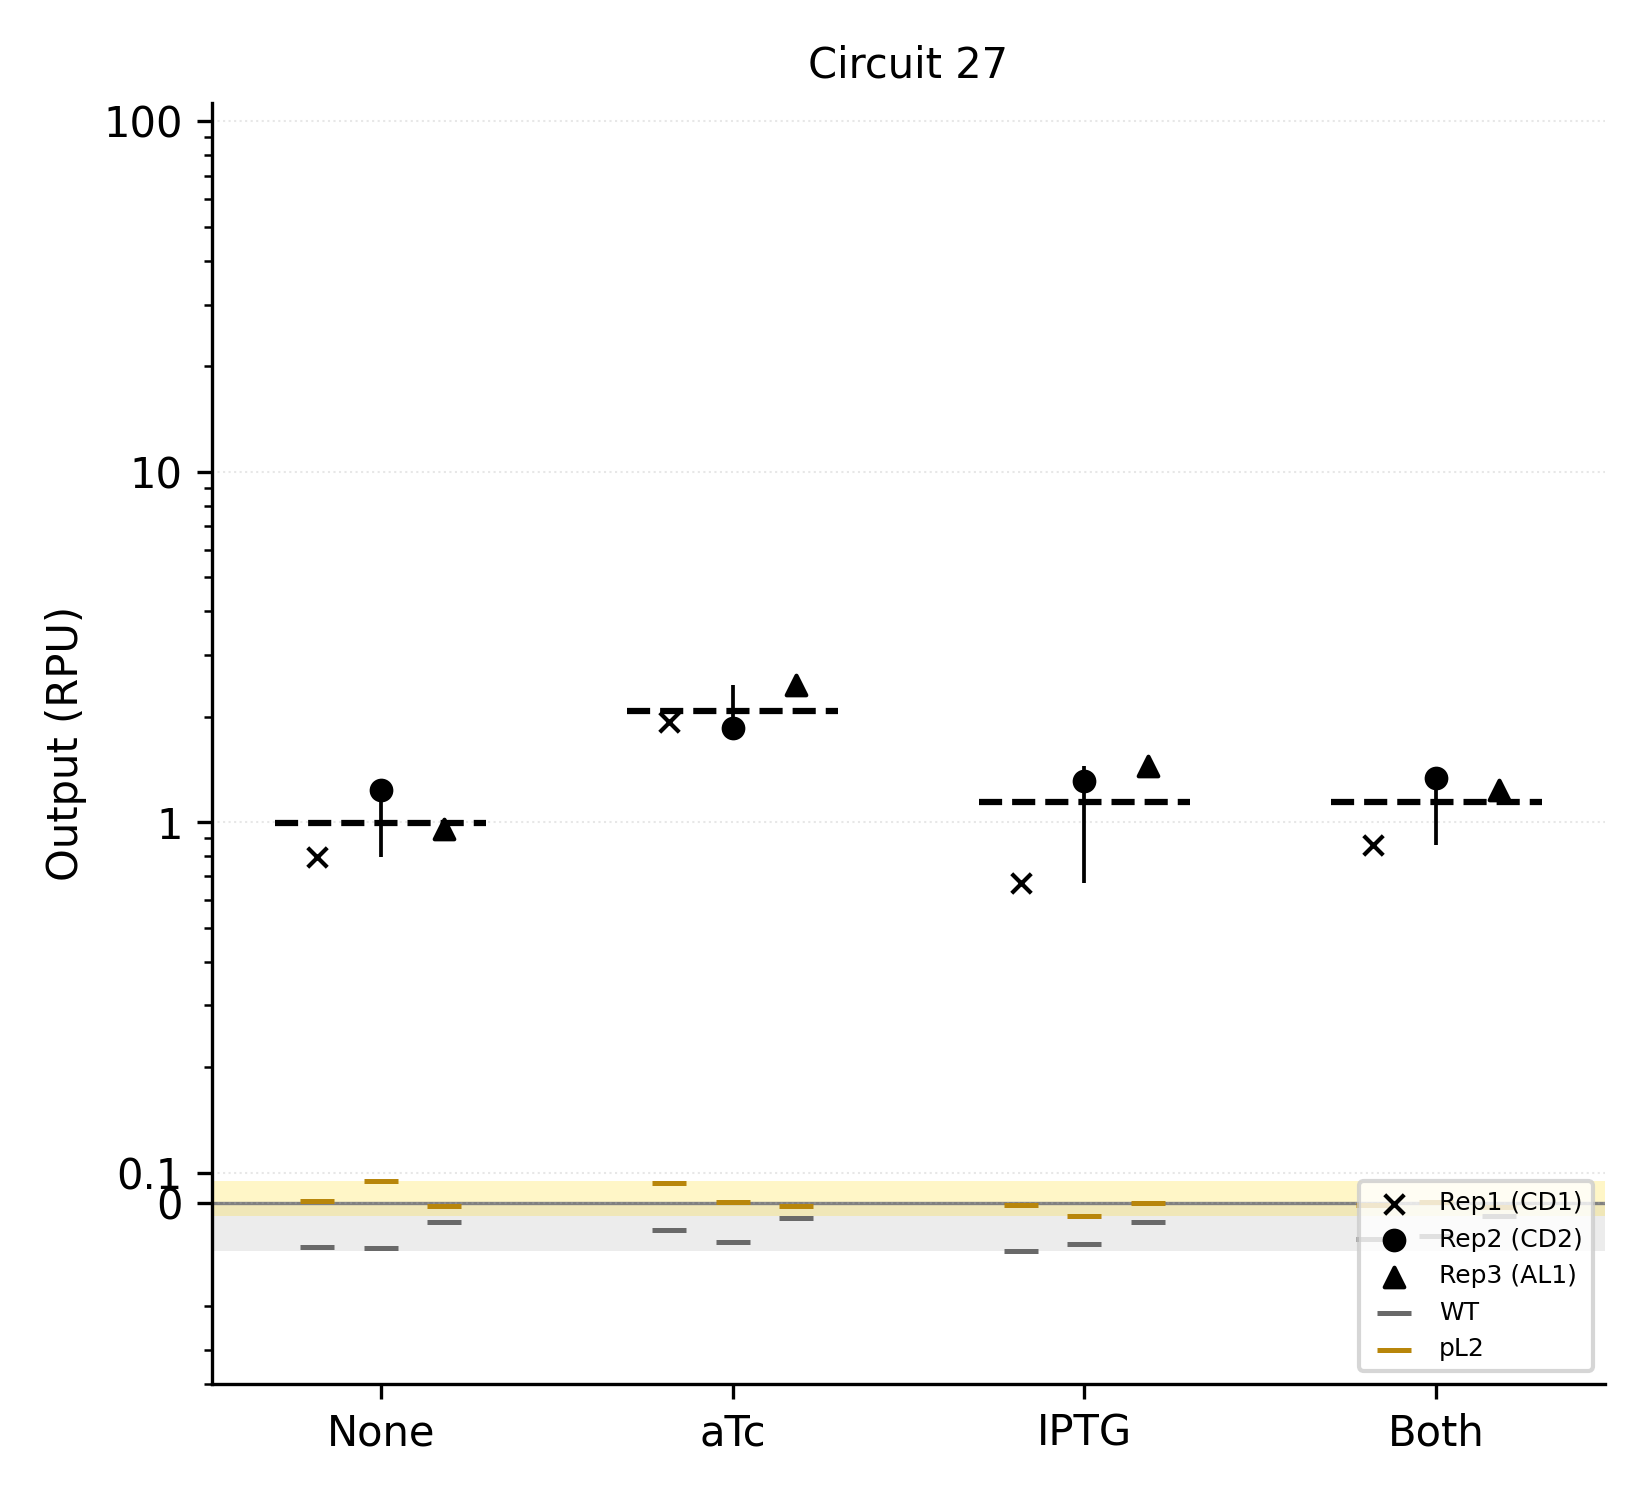 Circuit 27
Output (RPU)
100
10
1
0.1
0
None
aTc
IPTG
Both
Rep1 (CD1)
Rep2 (CD2)
Rep3 (AL1)
WT
pL2